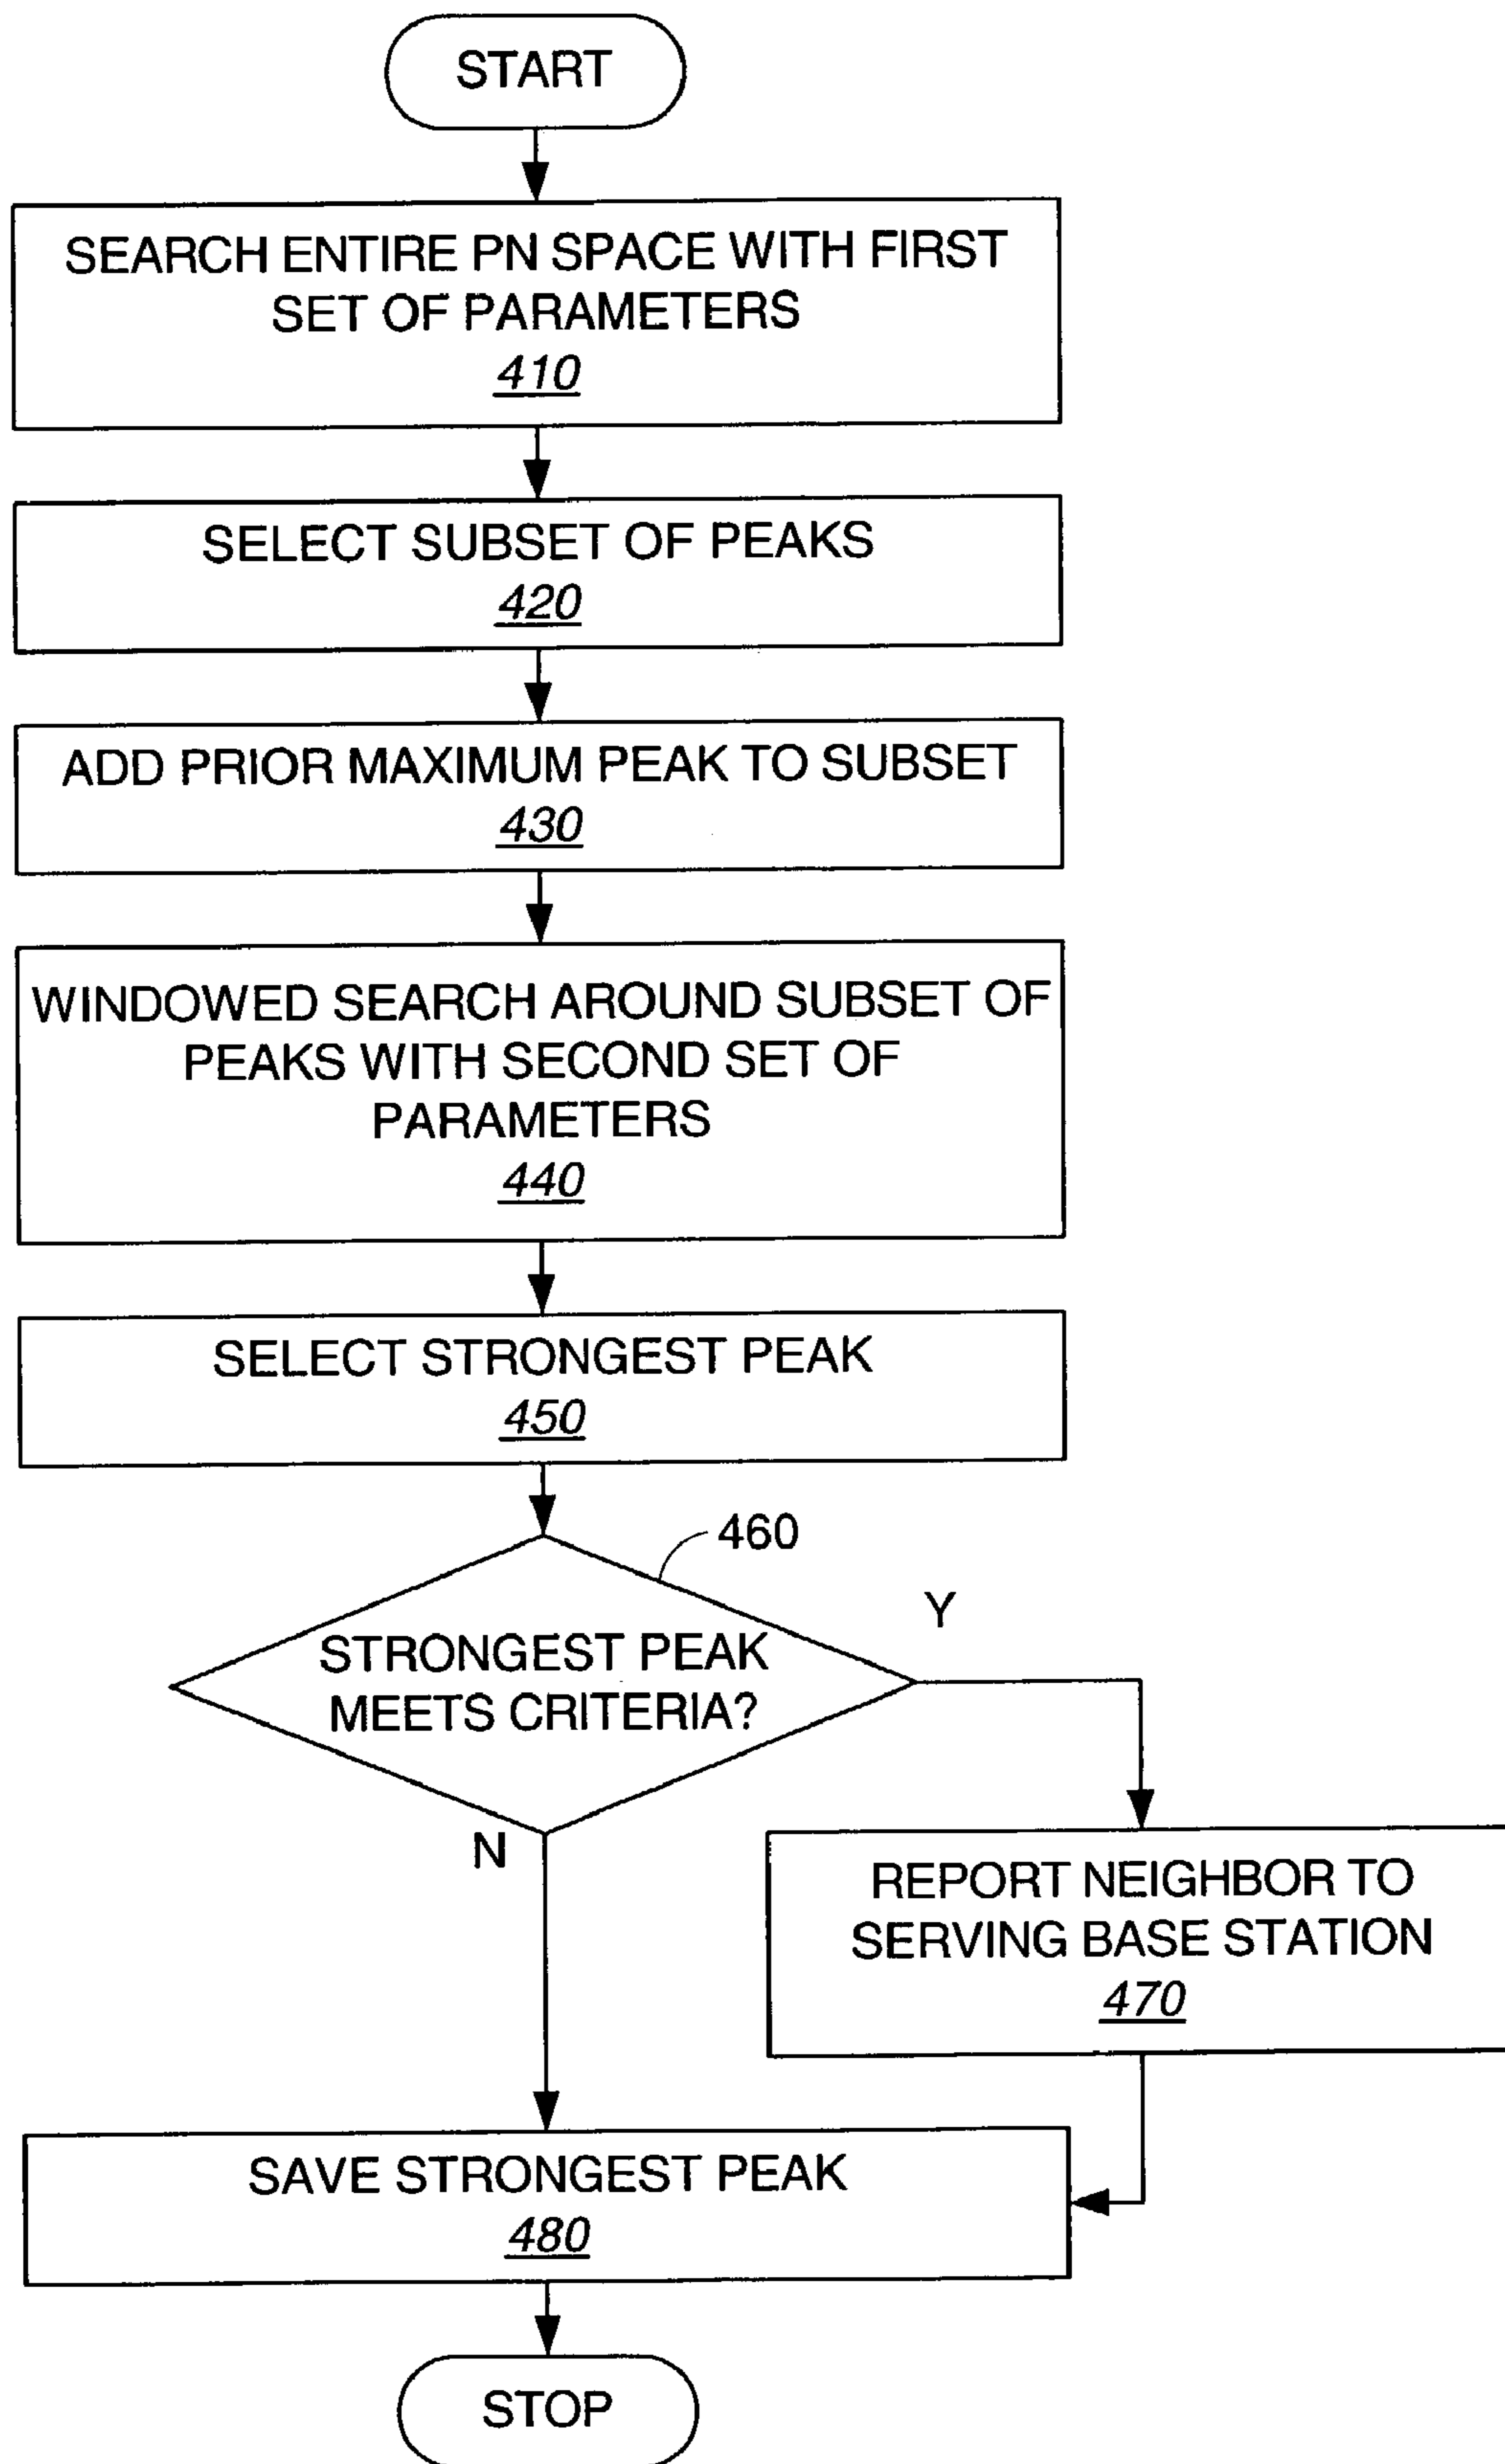 START
SEARCH ENTIRE PN SPACE WITH FIRST
SET OF PARAMETERS
410
SELECT SUBSET OF PEAKS
420
ADD PRIOR MAXIMUM PEAK TO SUBSET
430
WINDOWED SEARCH AROUND SUBSET OF
PEAKS WITH SECOND SET OF
PARAMETERS
440
SELECT STRONGEST PEAK
450
460
STRONGEST PEAK
MEETS CRITERIA?
Y
N
REPORT NEIGHBOR TO
SERVING BASE STATION
470
SAVE STRONGEST PEAK
480
STOP